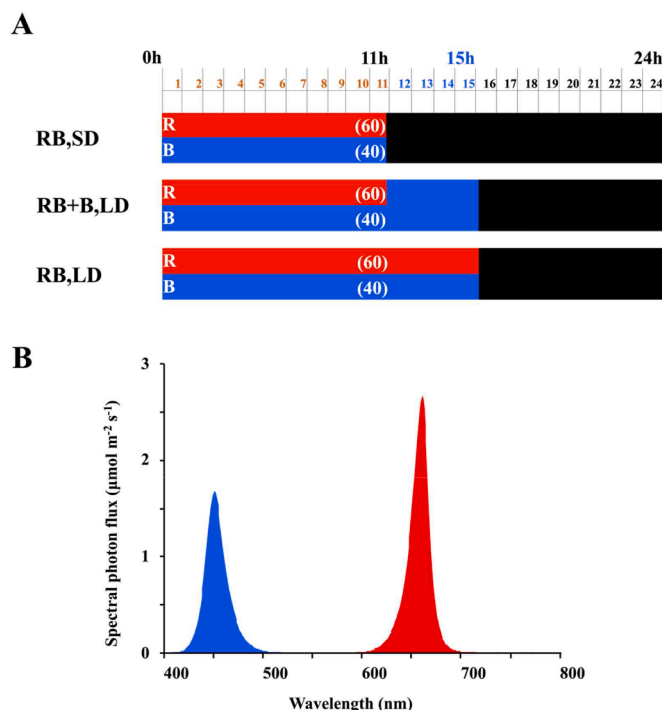 A
0h 11h 15h 24h
1 2 3 4 5 6 7 8 9 10 11 12 13 14 15 16 17 18 19 20 21 22 23 24
RB,SD
R (60)
B (40)
RB+B,LD
R (60)
B (40)
RB,LD
R (60)
B (40)
B
Spectral photon flux (µmol m⁻² s⁻¹)
3
2
1
0
400 500 600 700 800
Wavelength (nm)